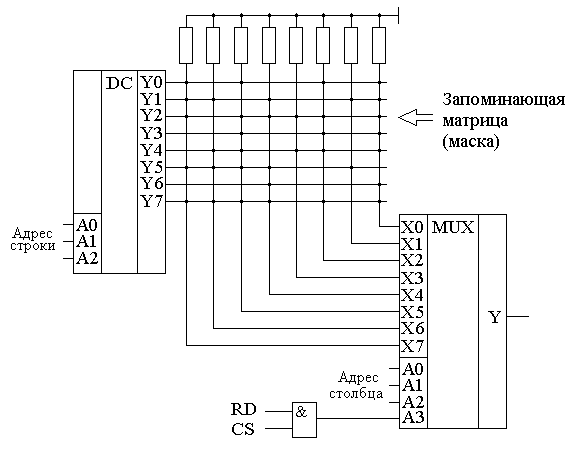 DC
Y0
Y1
Y2
Y3
Y4
Y5
Y6
Y7
Запоминающая
матрица
(маска)
Адрес
строки
A0
A1
A2
X0
X1
X2
X3
X4
X5
X6
X7
MUX
Y
Адрес
столбца
A0
A1
A2
A3
RD
CS
&